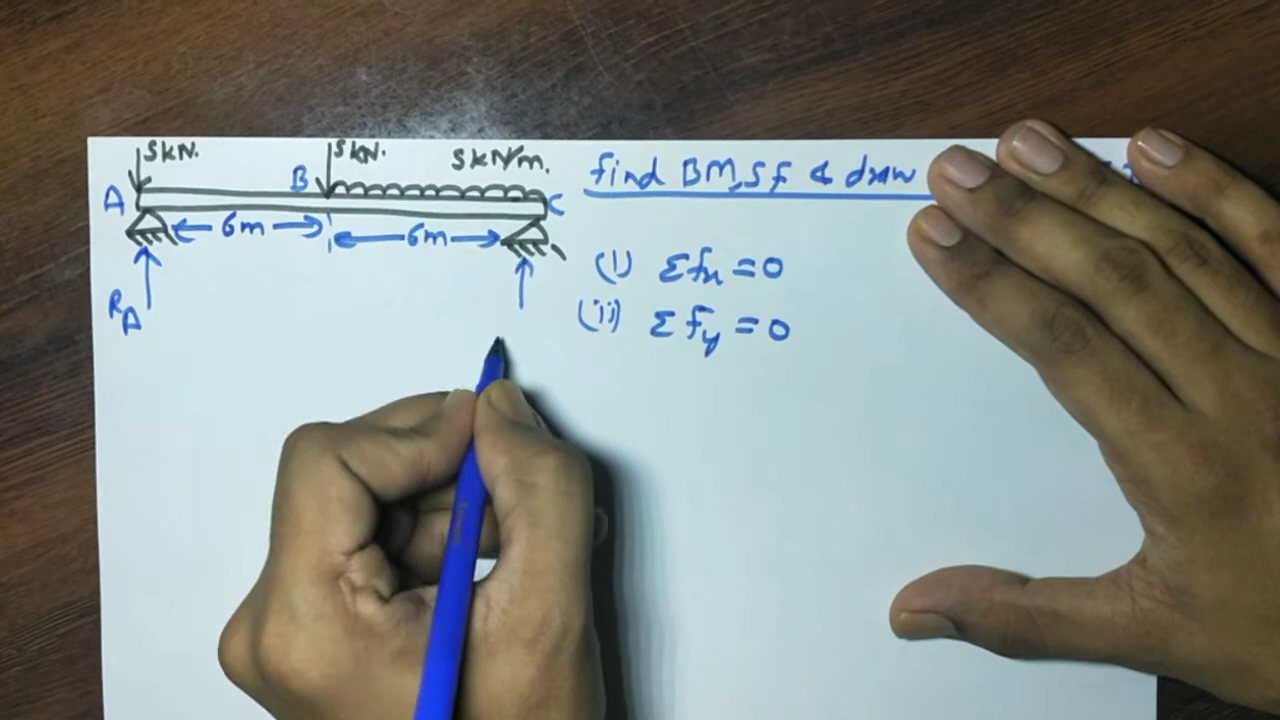 5kN. 5kN. 5kN/m.
A B C
6m 6m
RA
find BM, SF & draw
(i) Σfx = 0
(ii) Σfy = 0